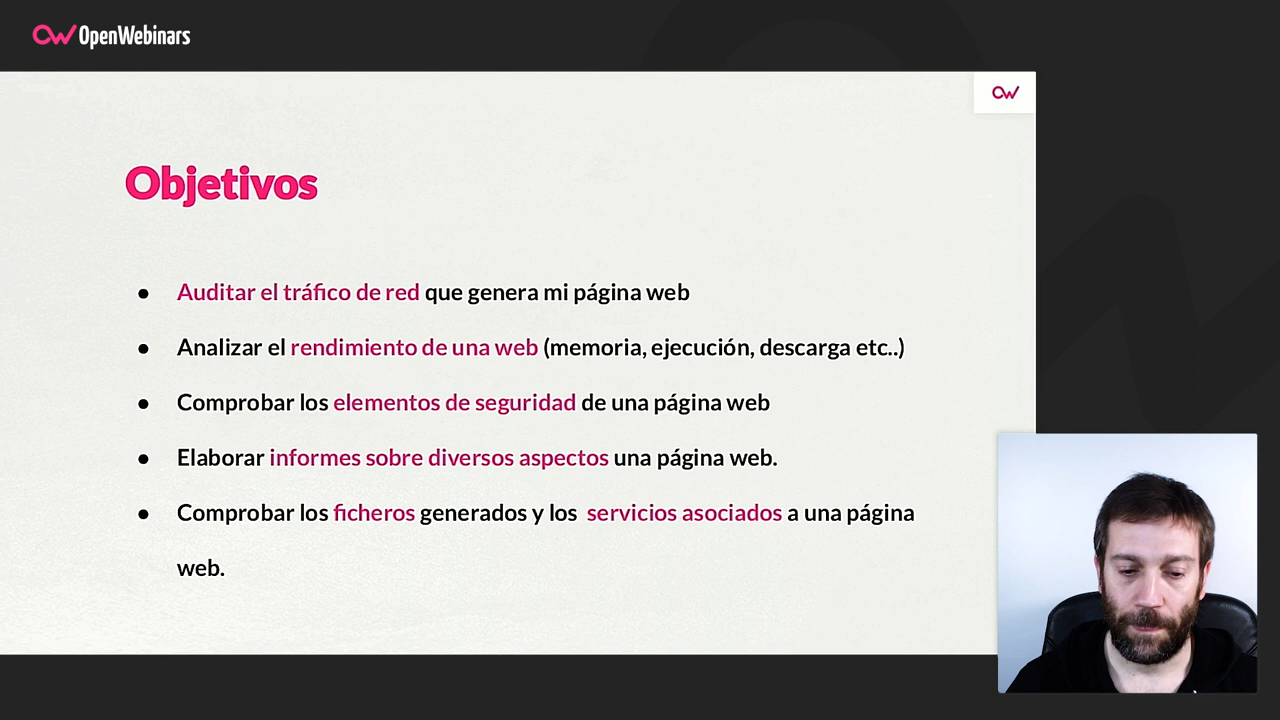 OpenWebinars
Objetivos
● Auditar el tráfico de red que genera mi página web
● Analizar el rendimiento de una web (memoria, ejecución, descarga etc..)
● Comprobar los elementos de seguridad de una página web
● Elaborar informes sobre diversos aspectos una página web.
● Comprobar los ficheros generados y los servicios asociados a una página
web.